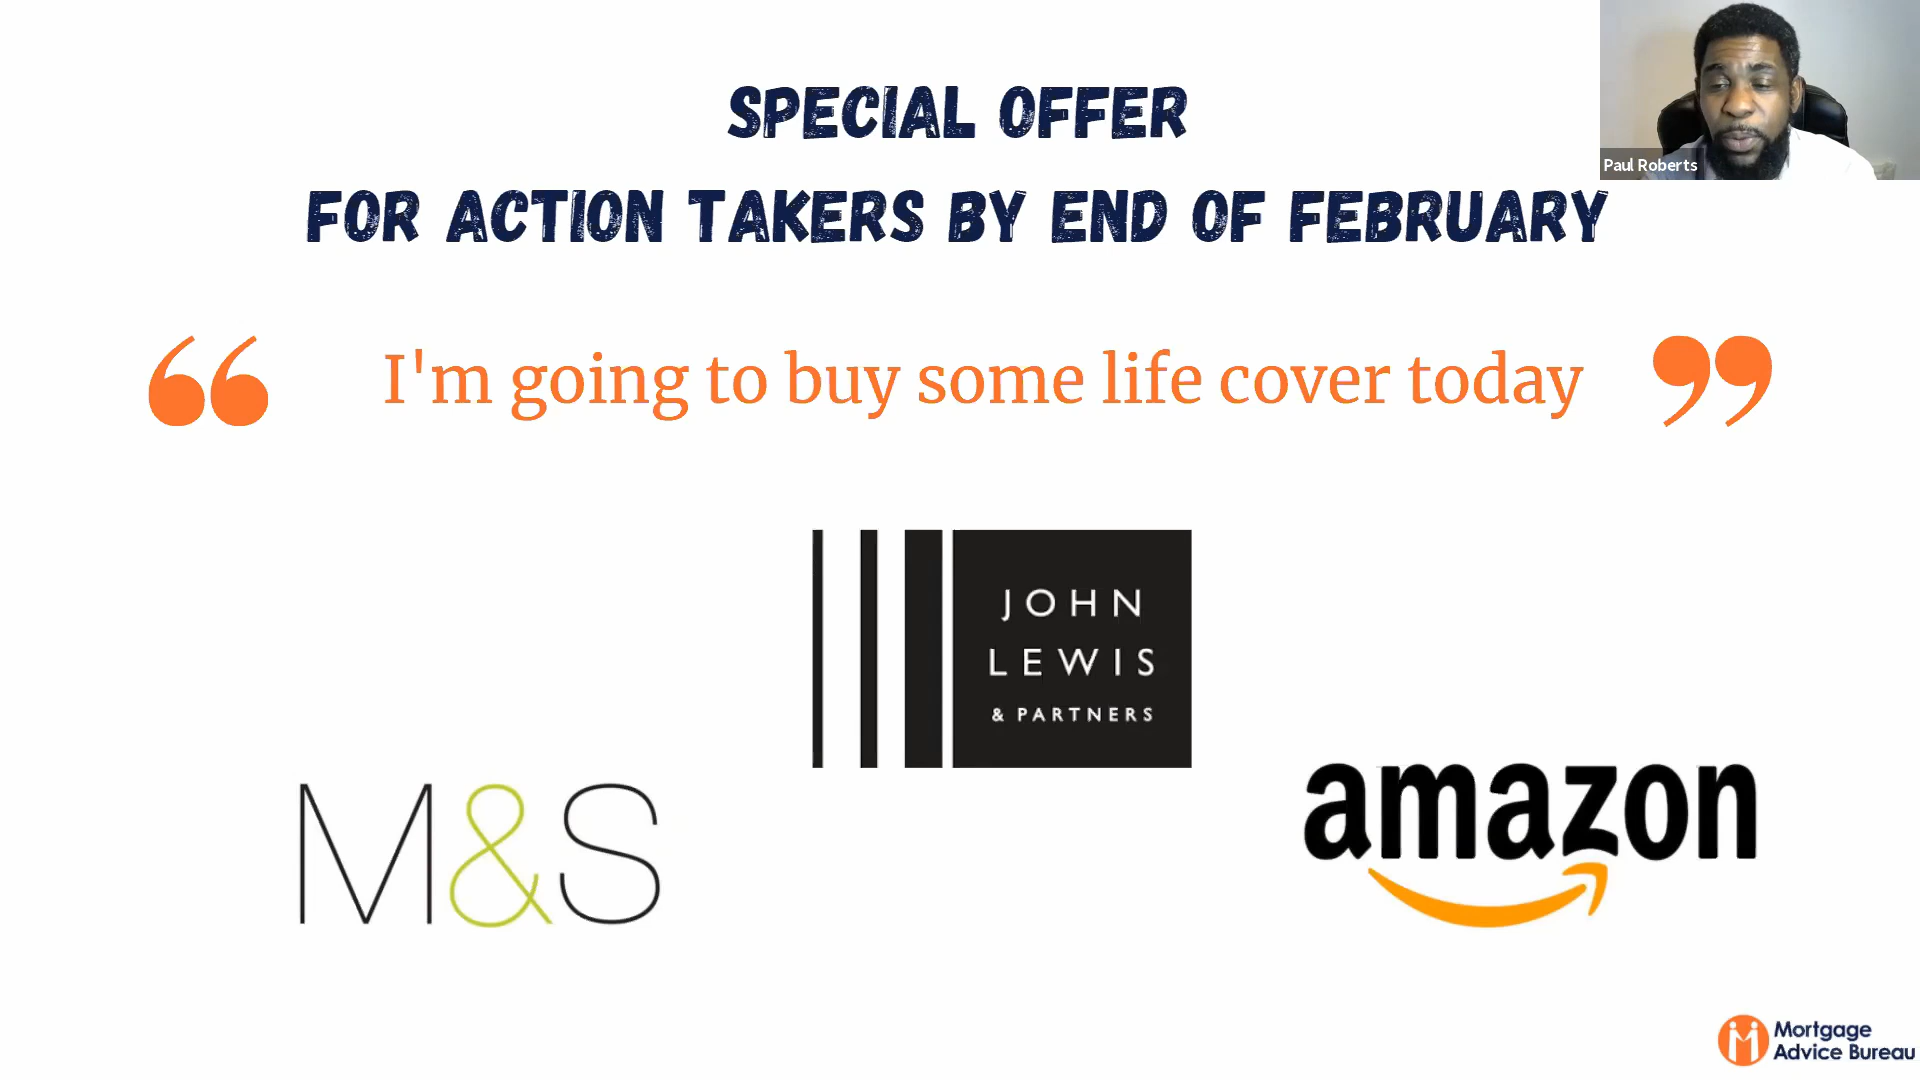 SPECIAL OFFER
FOR ACTION TAKERS BY END OF FEBRUARY
Paul Roberts
“ I'm going to buy some life cover today ”
JOHN
LEWIS
& PARTNERS
M&S
amazon
Mortgage
Advice Bureau